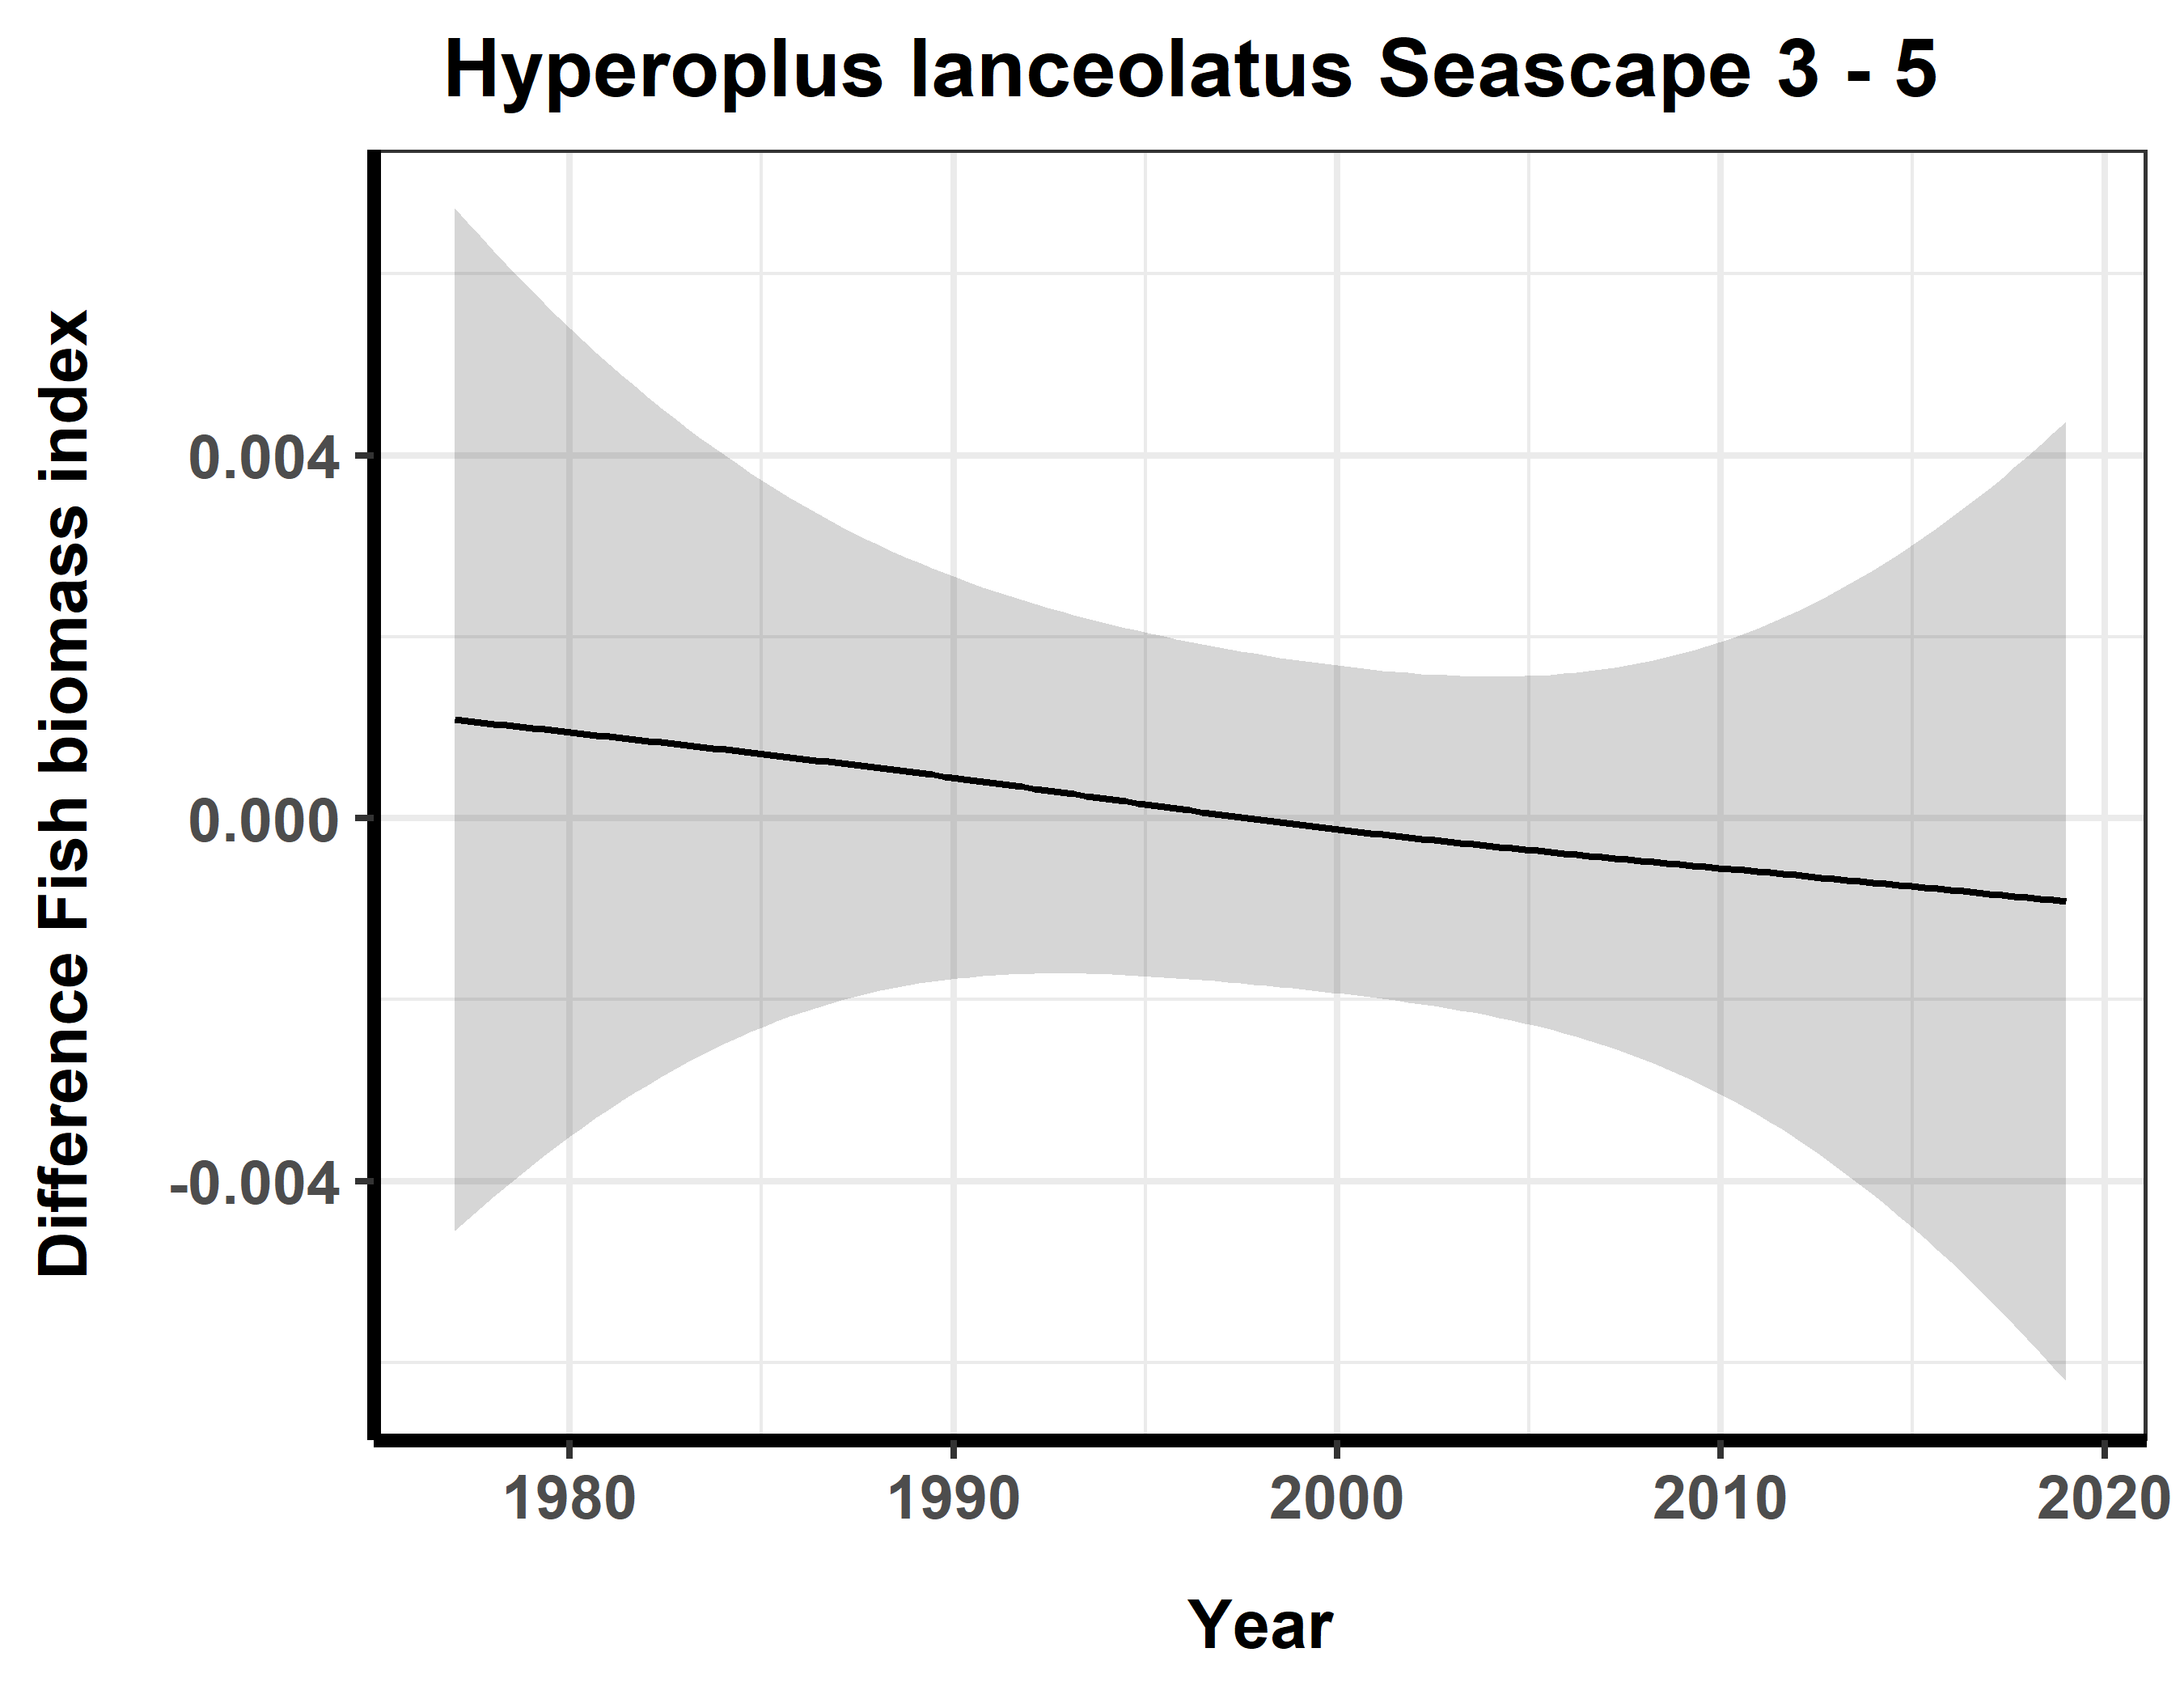 Hyperoplus lanceolatus Seascape 3 - 5
Difference Fish biomass index
0.004
0.000
-0.004
1980 1990 2000 2010 2020
Year